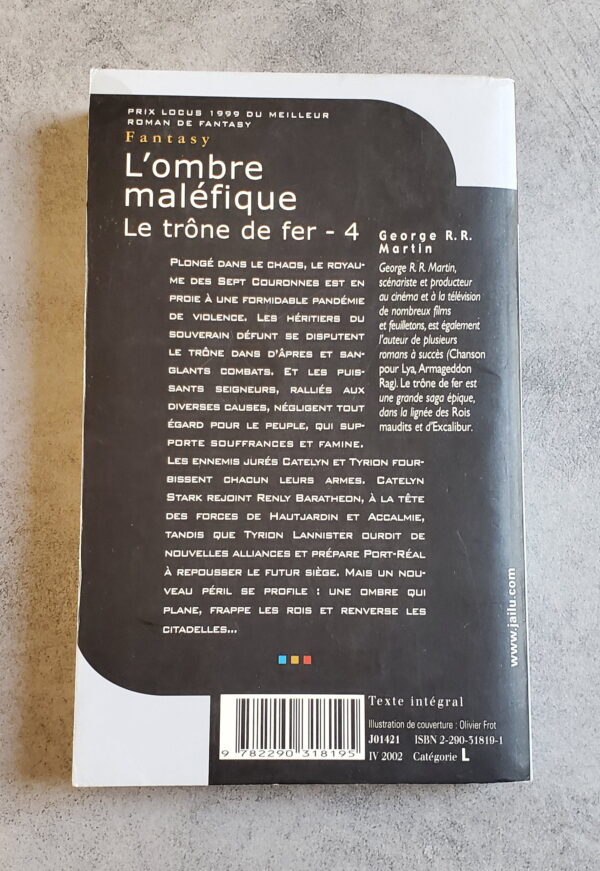 PRIX LOCUS 1999 DU MEILLEUR
ROMAN DE FANTASY
Fantasy
L'ombre
maléfique
Le trône de fer - 4
PLONGÉ DANS LE CHAOS, LE ROYAU-
ME DES SEPT COURONNES EST EN
PROIE À UNE FORMIDABLE PANDÉMIE
DE VIOLENCE. LES HÉRITIERS DU
SOUVERAIN DÉFUNT SE DISPUTENT
LE TRÔNE DANS D'ÂPRES ET SAN-
GLANTS COMBATS. ET LES PUIS-
SANTS SEIGNEURS, RALLIÉS AUX
DIVERSES CAUSES, NÉGLIGENT TOUT
ÉGARD POUR LE PEUPLE, QUI SUP-
PORTE SOUFFRANCES ET FAMINE.
LES ENNEMIS JURÉS CATELYN ET TYRION FOUR-
BISSENT CHACUN LEURS ARMES. CATELYN
STARK REJOINT RENLY BARATHEON, À LA TÊTE
DES FORCES DE HAUTJARDIN ET ACCALMIE,
TANDIS QUE TYRION LANNISTER OURDIT DE
NOUVELLES ALLIANCES ET PRÉPARE PORT-RÉAL
À REPOUSSER LE FUTUR SIÈGE. MAIS UN NOU-
VEAU PÉRIL SE PROFILE : UNE OMBRE QUI
PLANE, FRAPPE LES ROIS ET RENVERSE LES
CITADELLES...
George R. R.
Martin
George R. R. Martin,
scénariste et producteur
au cinéma et à la télévision
de nombreux films
et feuilletons, est également
l'auteur de plusieurs
romans à succès (Chanson
pour Lya, Armageddon
Rag). Le trône de fer est
une grande saga épique,
dans la lignée des Rois
maudits et d'Excalibur.
www.jailu.com
9 782290 318195
Texte intégral
Illustration de couverture : Olivier Frot
J01421 ISBN 2-290-31819-1
IV 2002 Catégorie L